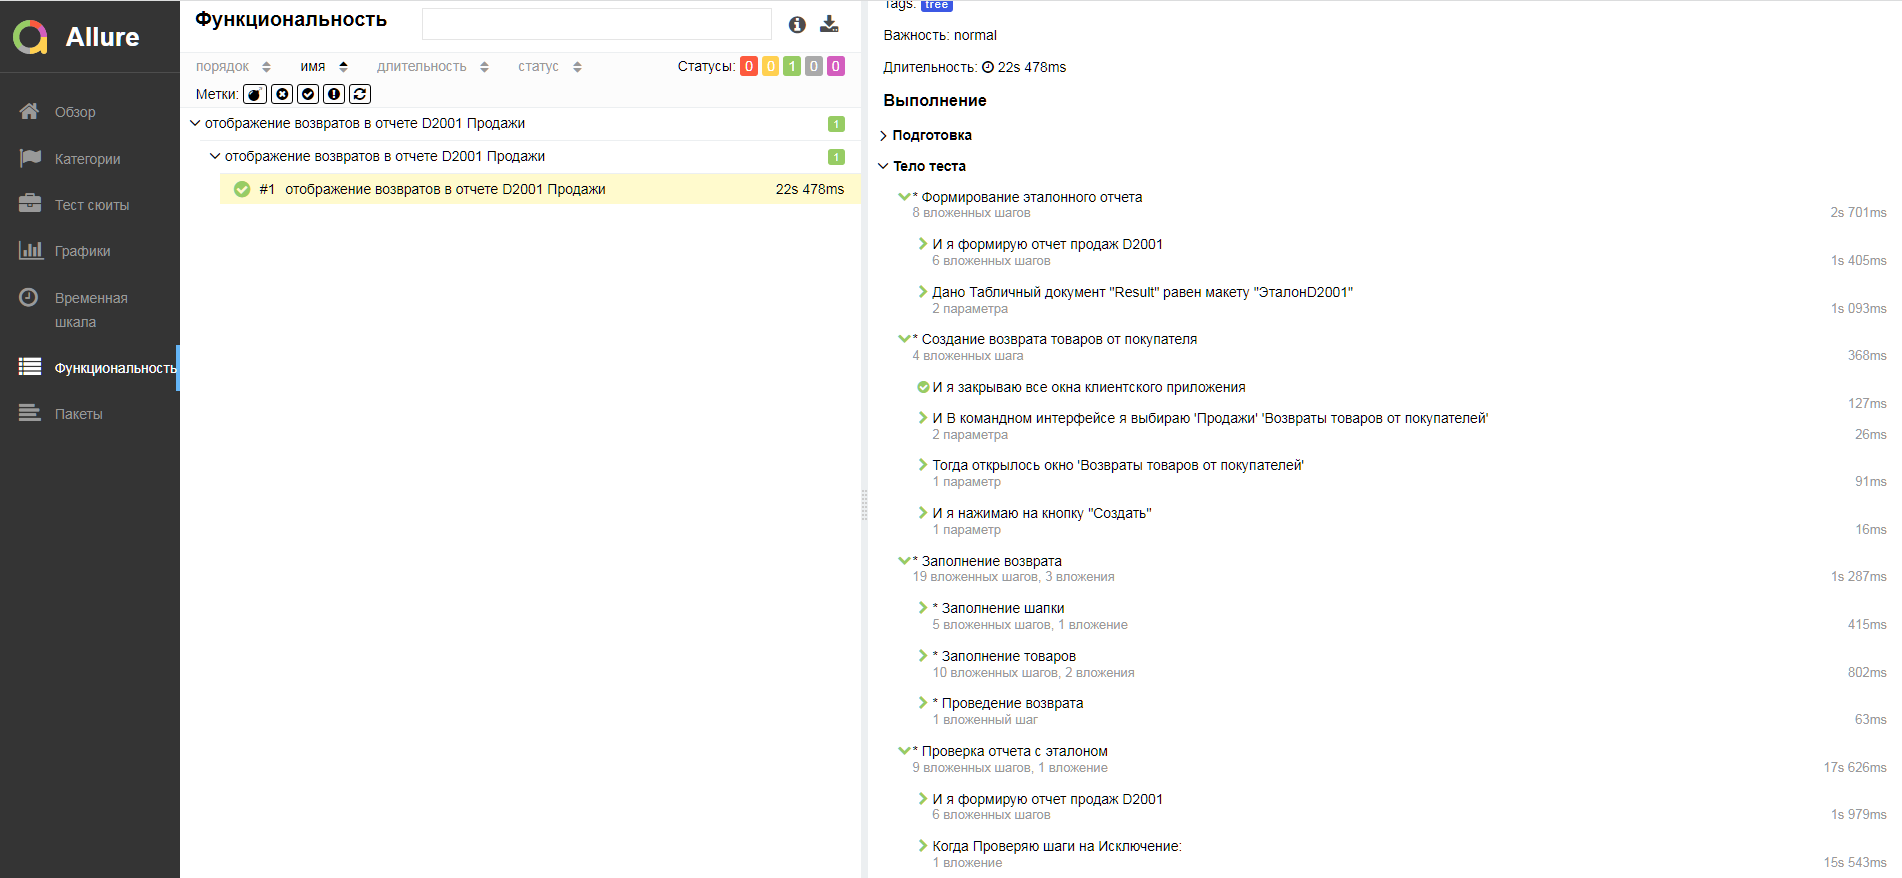 Allure
Обзор
Категории
Тест сюиты
Графики
Временная
шкала
Функциональность
Пакеты
Функциональность
порядок имя длительность статус Статусы: 0 0 1 0 0
Метки:
отображение возвратов в отчете D2001 Продажи 1
отображение возвратов в отчете D2001 Продажи 1
#1 отображение возвратов в отчете D2001 Продажи 22s 478ms
Tags: tree
Важность: normal
Длительность: 22s 478ms
Выполнение
Подготовка
Тело теста
* Формирование эталонного отчета
8 вложенных шагов 2s 701ms
И я формирую отчет продаж D2001
6 вложенных шагов 1s 405ms
Дано Табличный документ "Result" равен макету "ЭталонD2001"
2 параметра 1s 093ms
* Создание возврата товаров от покупателя
4 вложенных шага 368ms
И я закрываю все окна клиентского приложения
127ms
И В командном интерфейсе я выбираю 'Продажи' 'Возвраты товаров от покупателей'
2 параметра 26ms
Тогда открылось окно 'Возвраты товаров от покупателей'
1 параметр 91ms
И я нажимаю на кнопку "Создать"
1 параметр 16ms
* Заполнение возврата
19 вложенных шагов, 3 вложения 1s 287ms
* Заполнение шапки
5 вложенных шагов, 1 вложение 415ms
* Заполнение товаров
10 вложенных шагов, 2 вложения 802ms
* Проведение возврата
1 вложенный шаг 63ms
* Проверка отчета с эталоном
9 вложенных шагов, 1 вложение 17s 626ms
И я формирую отчет продаж D2001
6 вложенных шагов 1s 979ms
Когда Проверяю шаги на Исключение:
1 вложение 15s 543ms